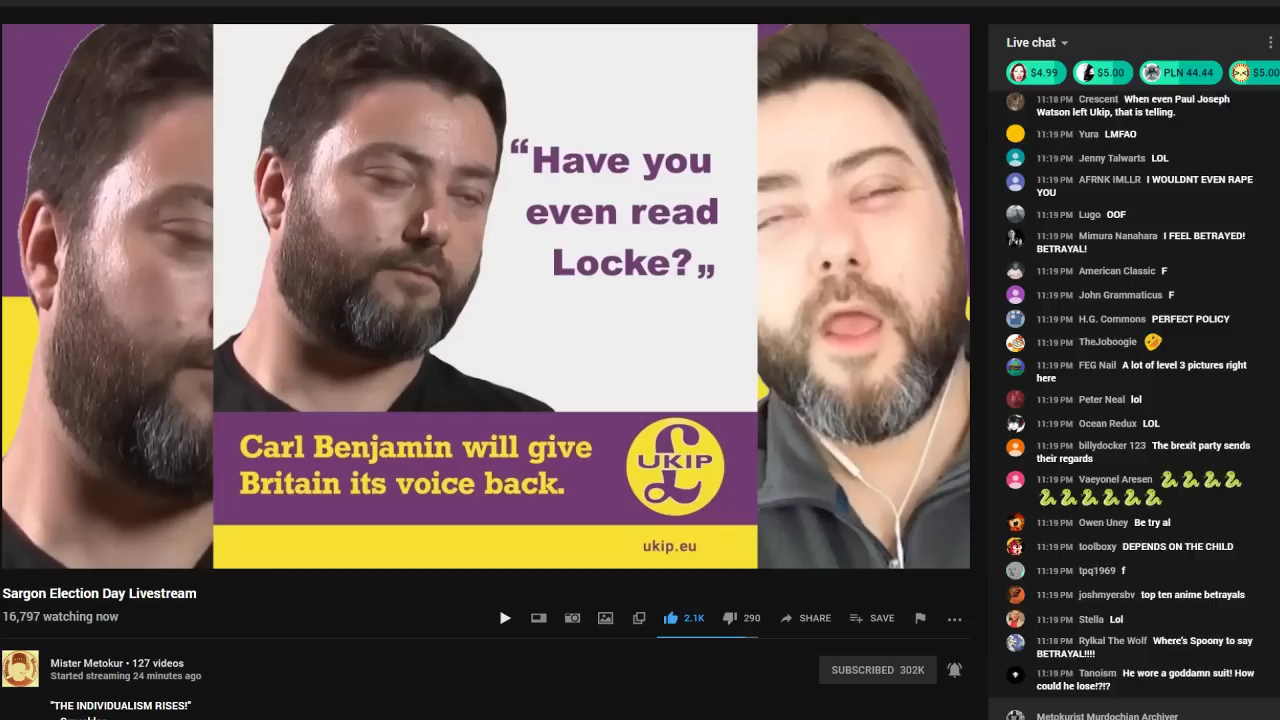 “Have you
even read
Locke?„
Carl Benjamin will give
Britain its voice back.
UKIP
ukip.eu
Sargon Election Day Livestream
16,797 watching now
2.1K
290
SHARE
SAVE
Mister Metokur • 127 videos
Started streaming 24 minutes ago
SUBSCRIBED 302K
"THE INDIVIDUALISM RISES!"
Live chat
$4.99
$5.00
PLN 44.44
$5.00
11:18 PM Crescent When even Paul Joseph
Watson left Ukip, that is telling.
11:19 PM Yura LMFAO
11:19 PM Jenny Talwarts LOL
11:19 PM AFRNK IMLLR I WOULDNT EVEN RAPE
YOU
11:19 PM Lugo OOF
11:19 PM Mimura Nanahara I FEEL BETRAYED!
BETRAYAL!
11:19 PM American Classic F
11:19 PM John Grammaticus F
11:19 PM H.G. Commons PERFECT POLICY
11:19 PM TheJoboogie
11:19 PM FEG Nail A lot of level 3 pictures right
here
11:19 PM Peter Neal lol
11:19 PM Ocean Redux LOL
11:19 PM billydocker 123 The brexit party sends
their regards
11:19 PM Vaeyonel Aresen 🐍🐍🐍🐍
🐍🐍🐍🐍🐍🐍
11:19 PM Owen Uney Be try al
11:19 PM toolboxy DEPENDS ON THE CHILD
11:19 PM tpq1969 f
11:19 PM joshmyersbv top ten anime betrayals
11:19 PM Stella Lol
11:18 PM Rylkal The Wolf Where's Spoony to say
BETRAYAL!!!!
11:19 PM Tanoism He wore a goddamn suit! How
could he lose!?!?
Metokurist Murdochian Archiver